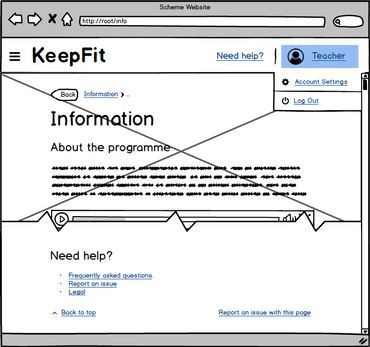 Scheme Website
http://root/info
KeepFit
Need help?
Teacher
Account Settings
Log Out
Back
Information
...
Information
About the programme
Need help?
Frequently asked questions
Report an issue
Legal
Back to top
Report an issue with this page